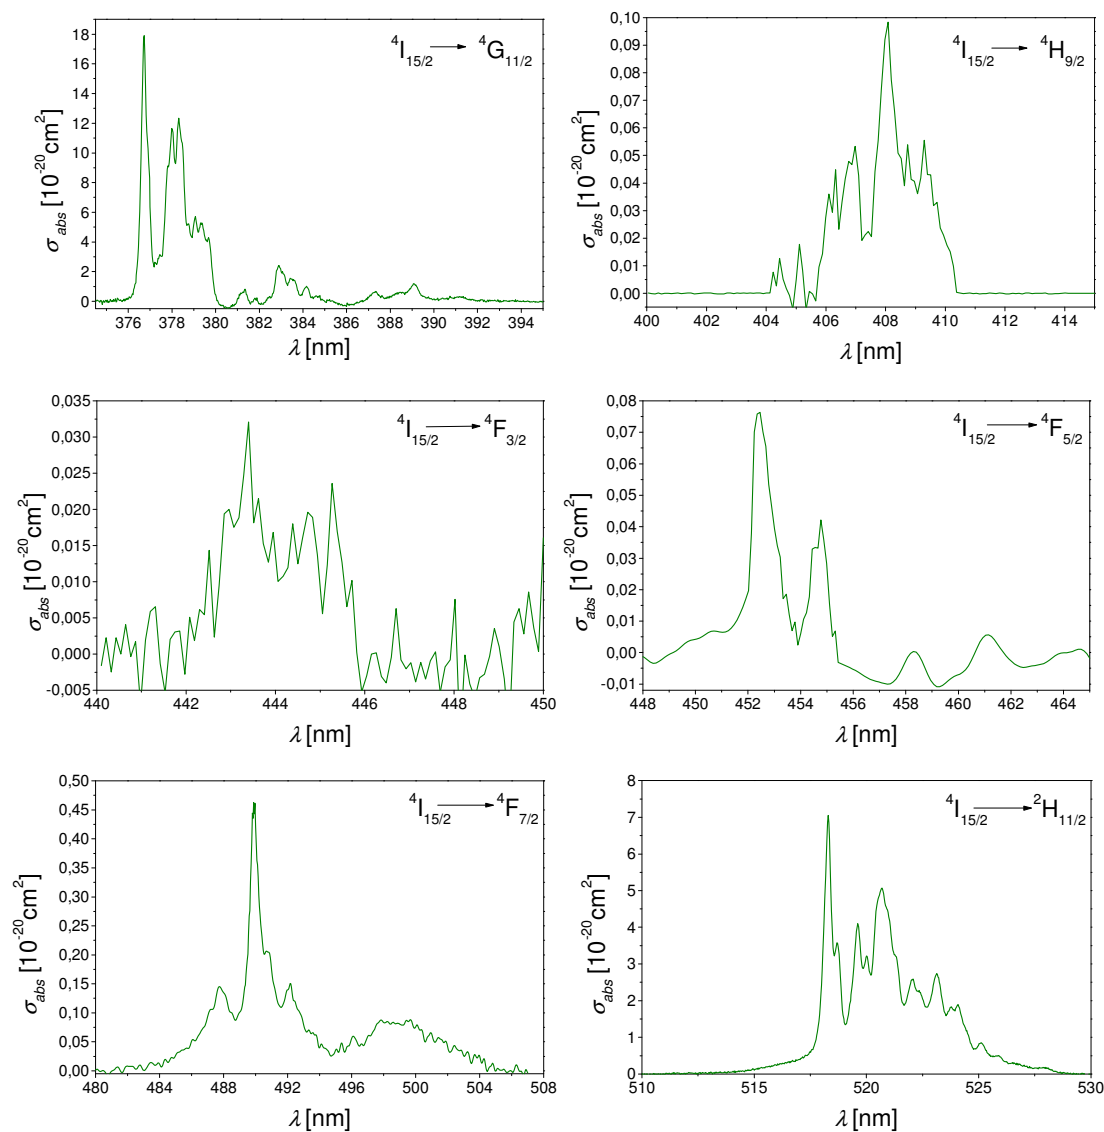 ⁴I₁₅/₂ → ⁴G₁₁/₂
σabs [10⁻²⁰cm²]
18
16
14
12
10
8
6
4
2
0
376 378 380 382 384 386 388 390 392 394
λ [nm]
⁴I₁₅/₂ → ⁴H₉/₂
σabs [10⁻²⁰cm²]
0,10
0,09
0,08
0,07
0,06
0,05
0,04
0,03
0,02
0,01
0,00
400 402 404 406 408 410 412 414
λ [nm]
⁴I₁₅/₂ → ⁴F₃/₂
σabs [10⁻²⁰cm²]
0,035
0,030
0,025
0,020
0,015
0,010
0,005
0,000
-0,005
440 442 444 446 448 450
λ [nm]
⁴I₁₅/₂ → ⁴F₅/₂
σabs [10⁻²⁰cm²]
0,08
0,07
0,06
0,05
0,04
0,03
0,02
0,01
0,00
-0,01
448 450 452 454 456 458 460 462 464
λ [nm]
⁴I₁₅/₂ → ⁴F₇/₂
σabs [10⁻²⁰cm²]
0,50
0,45
0,40
0,35
0,30
0,25
0,20
0,15
0,10
0,05
0,00
480 484 488 492 496 500 504 508
λ [nm]
⁴I₁₅/₂ → ²H₁₁/₂
σabs [10⁻²⁰cm²]
8
7
6
5
4
3
2
1
0
510 515 520 525 530
λ [nm]